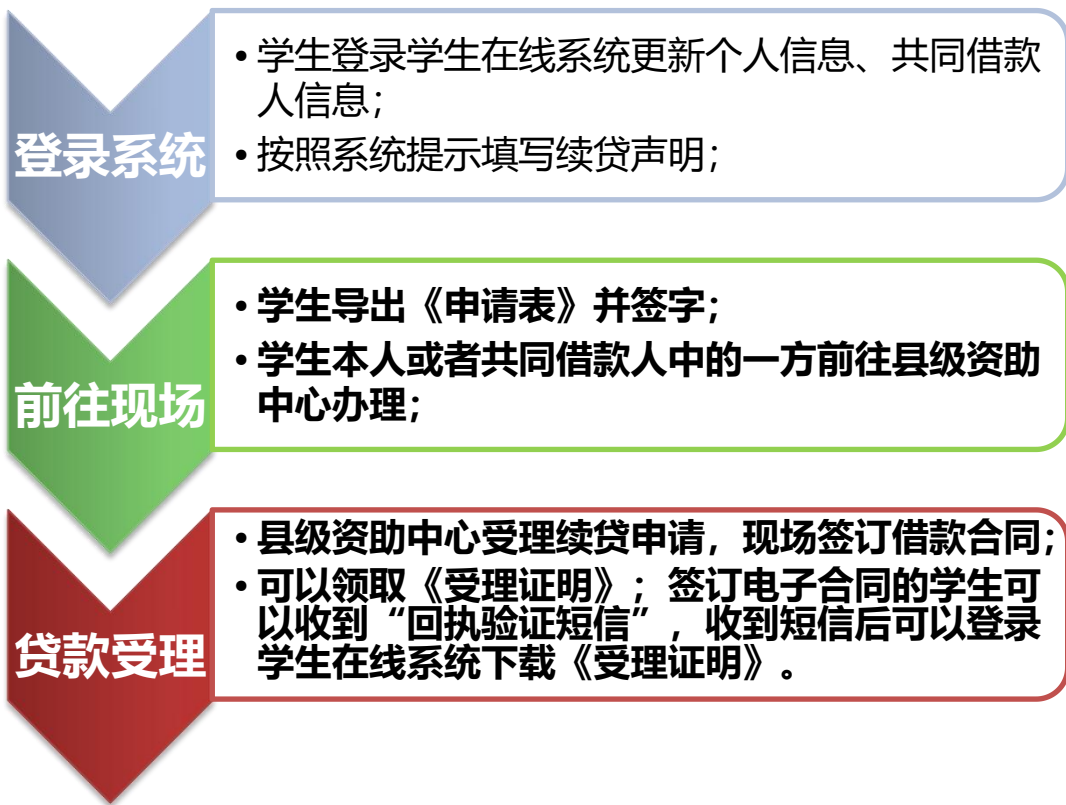 登录系统
• 学生登录学生在线系统更新个人信息、共同借款
人信息；
• 按照系统提示填写续贷声明；
前往现场
• 学生导出《申请表》并签字；
• 学生本人或者共同借款人中的一方前往县级资助
中心办理；
贷款受理
• 县级资助中心受理续贷申请，现场签订借款合同；
• 可以领取《受理证明》；签订电子合同的学生可
以收到“回执验证短信”，收到短信后可以登录
学生在线系统下载《受理证明》。